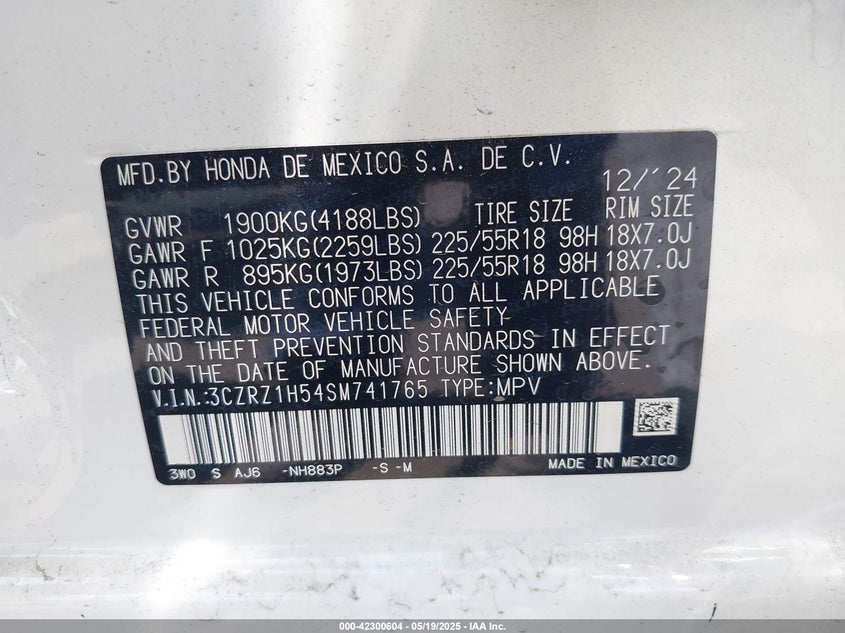 MFD.BY HONDA DE MEXICO S.A. DE C.V.
12/'24
GVWR 1900KG(4188LBS) TIRE SIZE RIM SIZE
GAWR F 1025KG(2259LBS) 225/55R18 98H 18X7.0J
GAWR R 895KG(1973LBS) 225/55R18 98H 18X7.0J
THIS VEHICLE CONFORMS TO ALL APPLICABLE
FEDERAL MOTOR VEHICLE SAFETY
AND THEFT PREVENTION STANDARDS IN EFFECT
ON THE DATE OF MANUFACTURE SHOWN ABOVE.
V.I.N.:3CZRZ1H54SM741765 TYPE:MPV
3W0 S AJ6 -NH883P -S -M MADE IN MEXICO
000-42300604 - 05/19/2025 - IAA Inc.